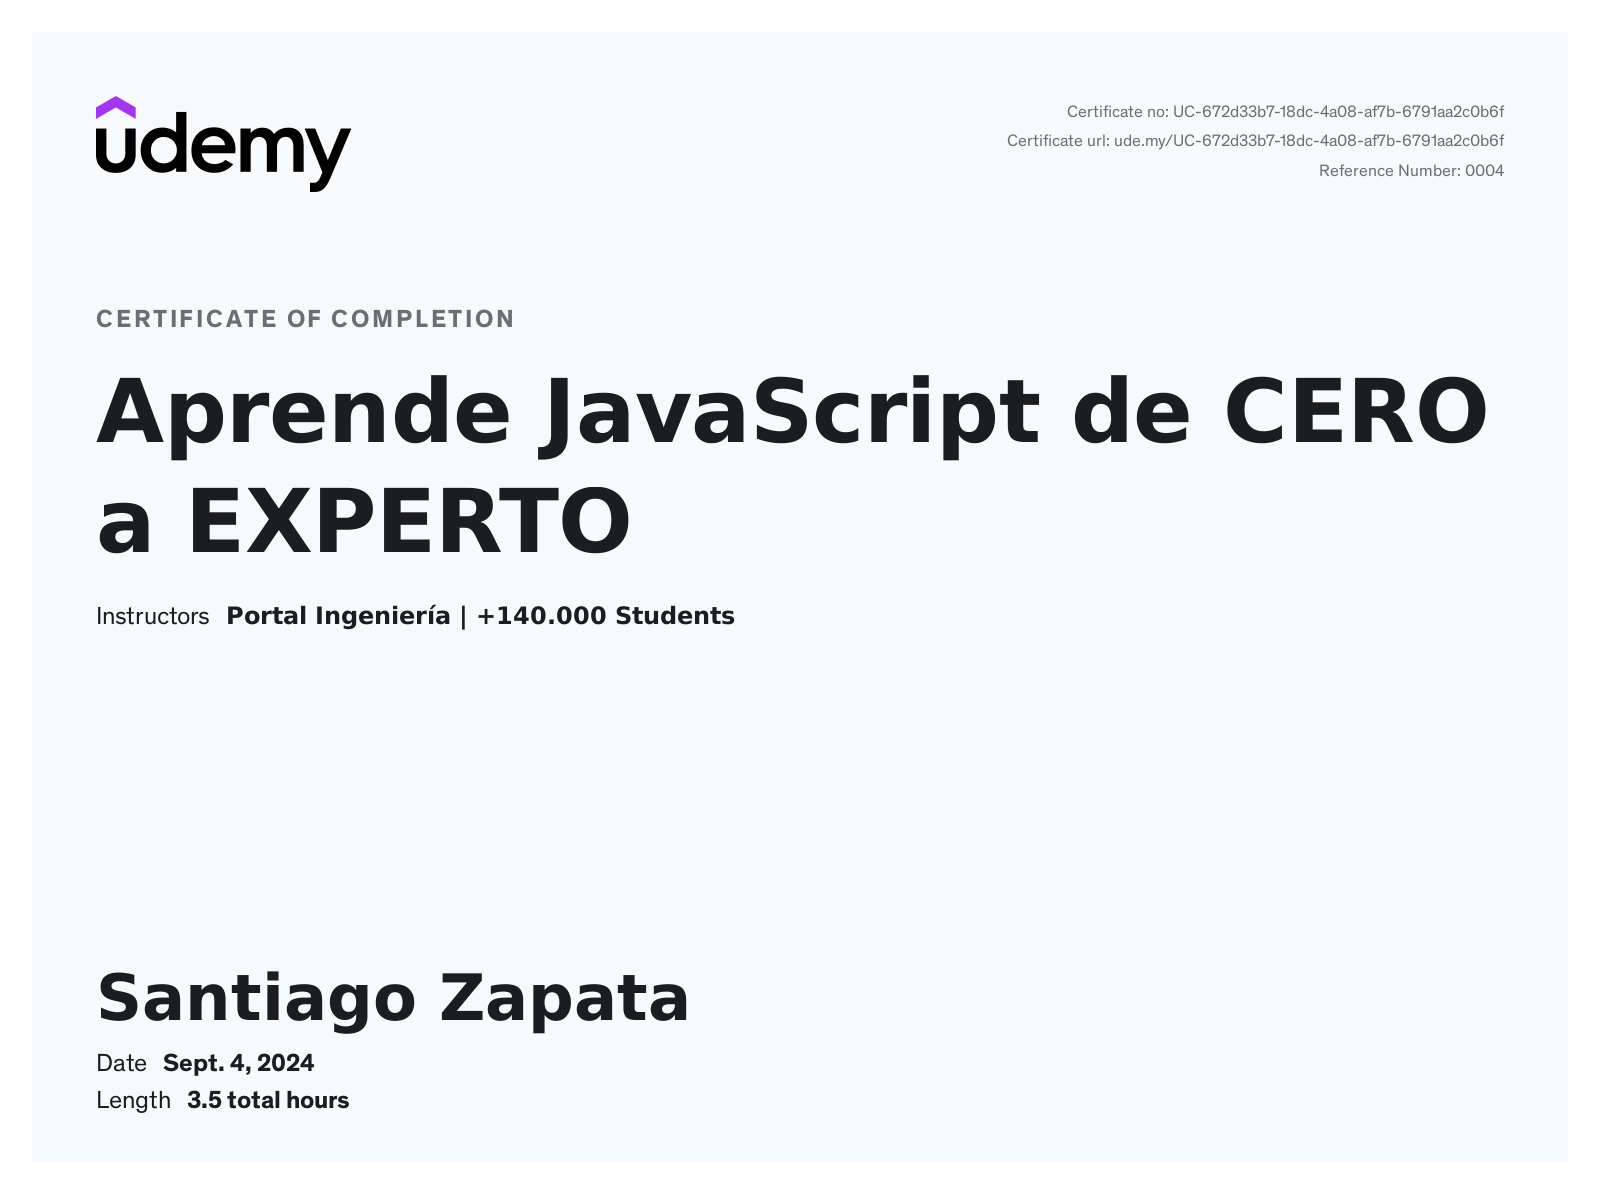 udemy
Certificate no: UC-672d33b7-18dc-4a08-af7b-6791aa2c0b6f
Certificate url: ude.my/UC-672d33b7-18dc-4a08-af7b-6791aa2c0b6f
Reference Number: 0004
CERTIFICATE OF COMPLETION
Aprende JavaScript de CERO
a EXPERTO
Instructors Portal Ingeniería | +140.000 Students
Santiago Zapata
Date Sept. 4, 2024
Length 3.5 total hours